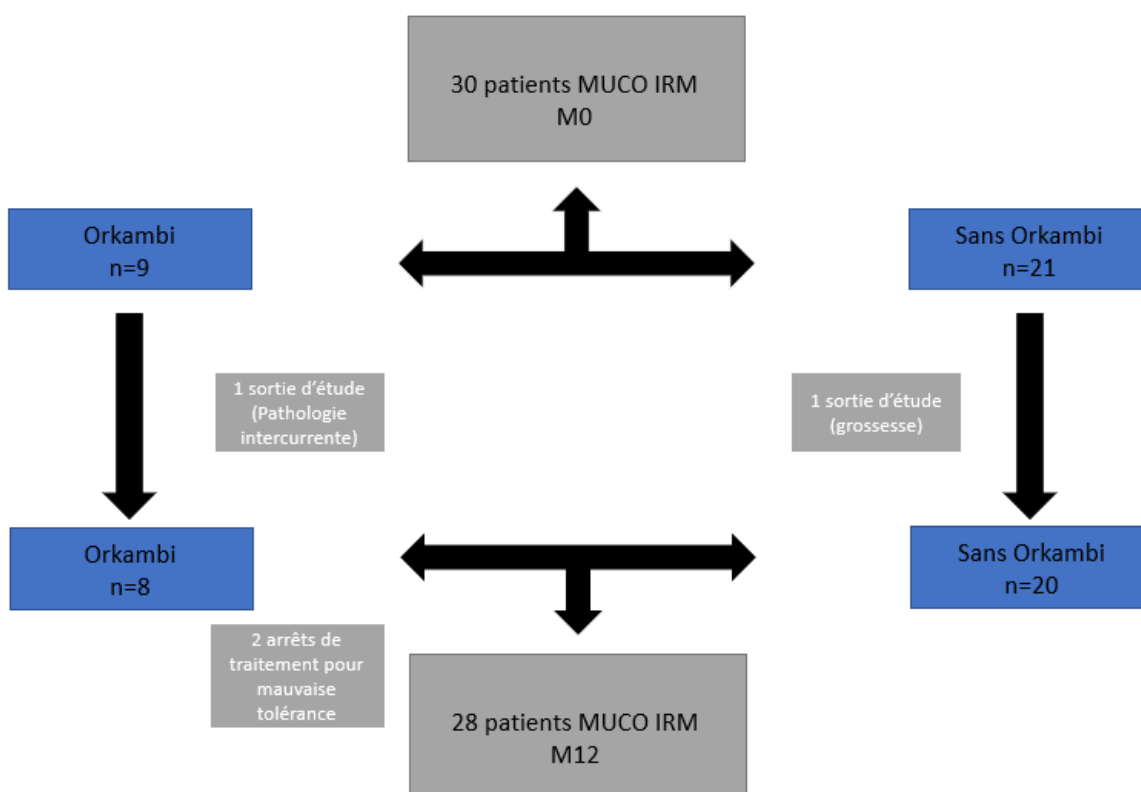 30 patients MUCO IRM
M0
Orkambi
n=9
Sans Orkambi
n=21
1 sortie d'étude
(Pathologie
intercurrente)
1 sortie d'étude
(grossesse)
Orkambi
n=8
Sans Orkambi
n=20
2 arrêts de
traitement pour
mauvaise
tolérance
28 patients MUCO IRM
M12